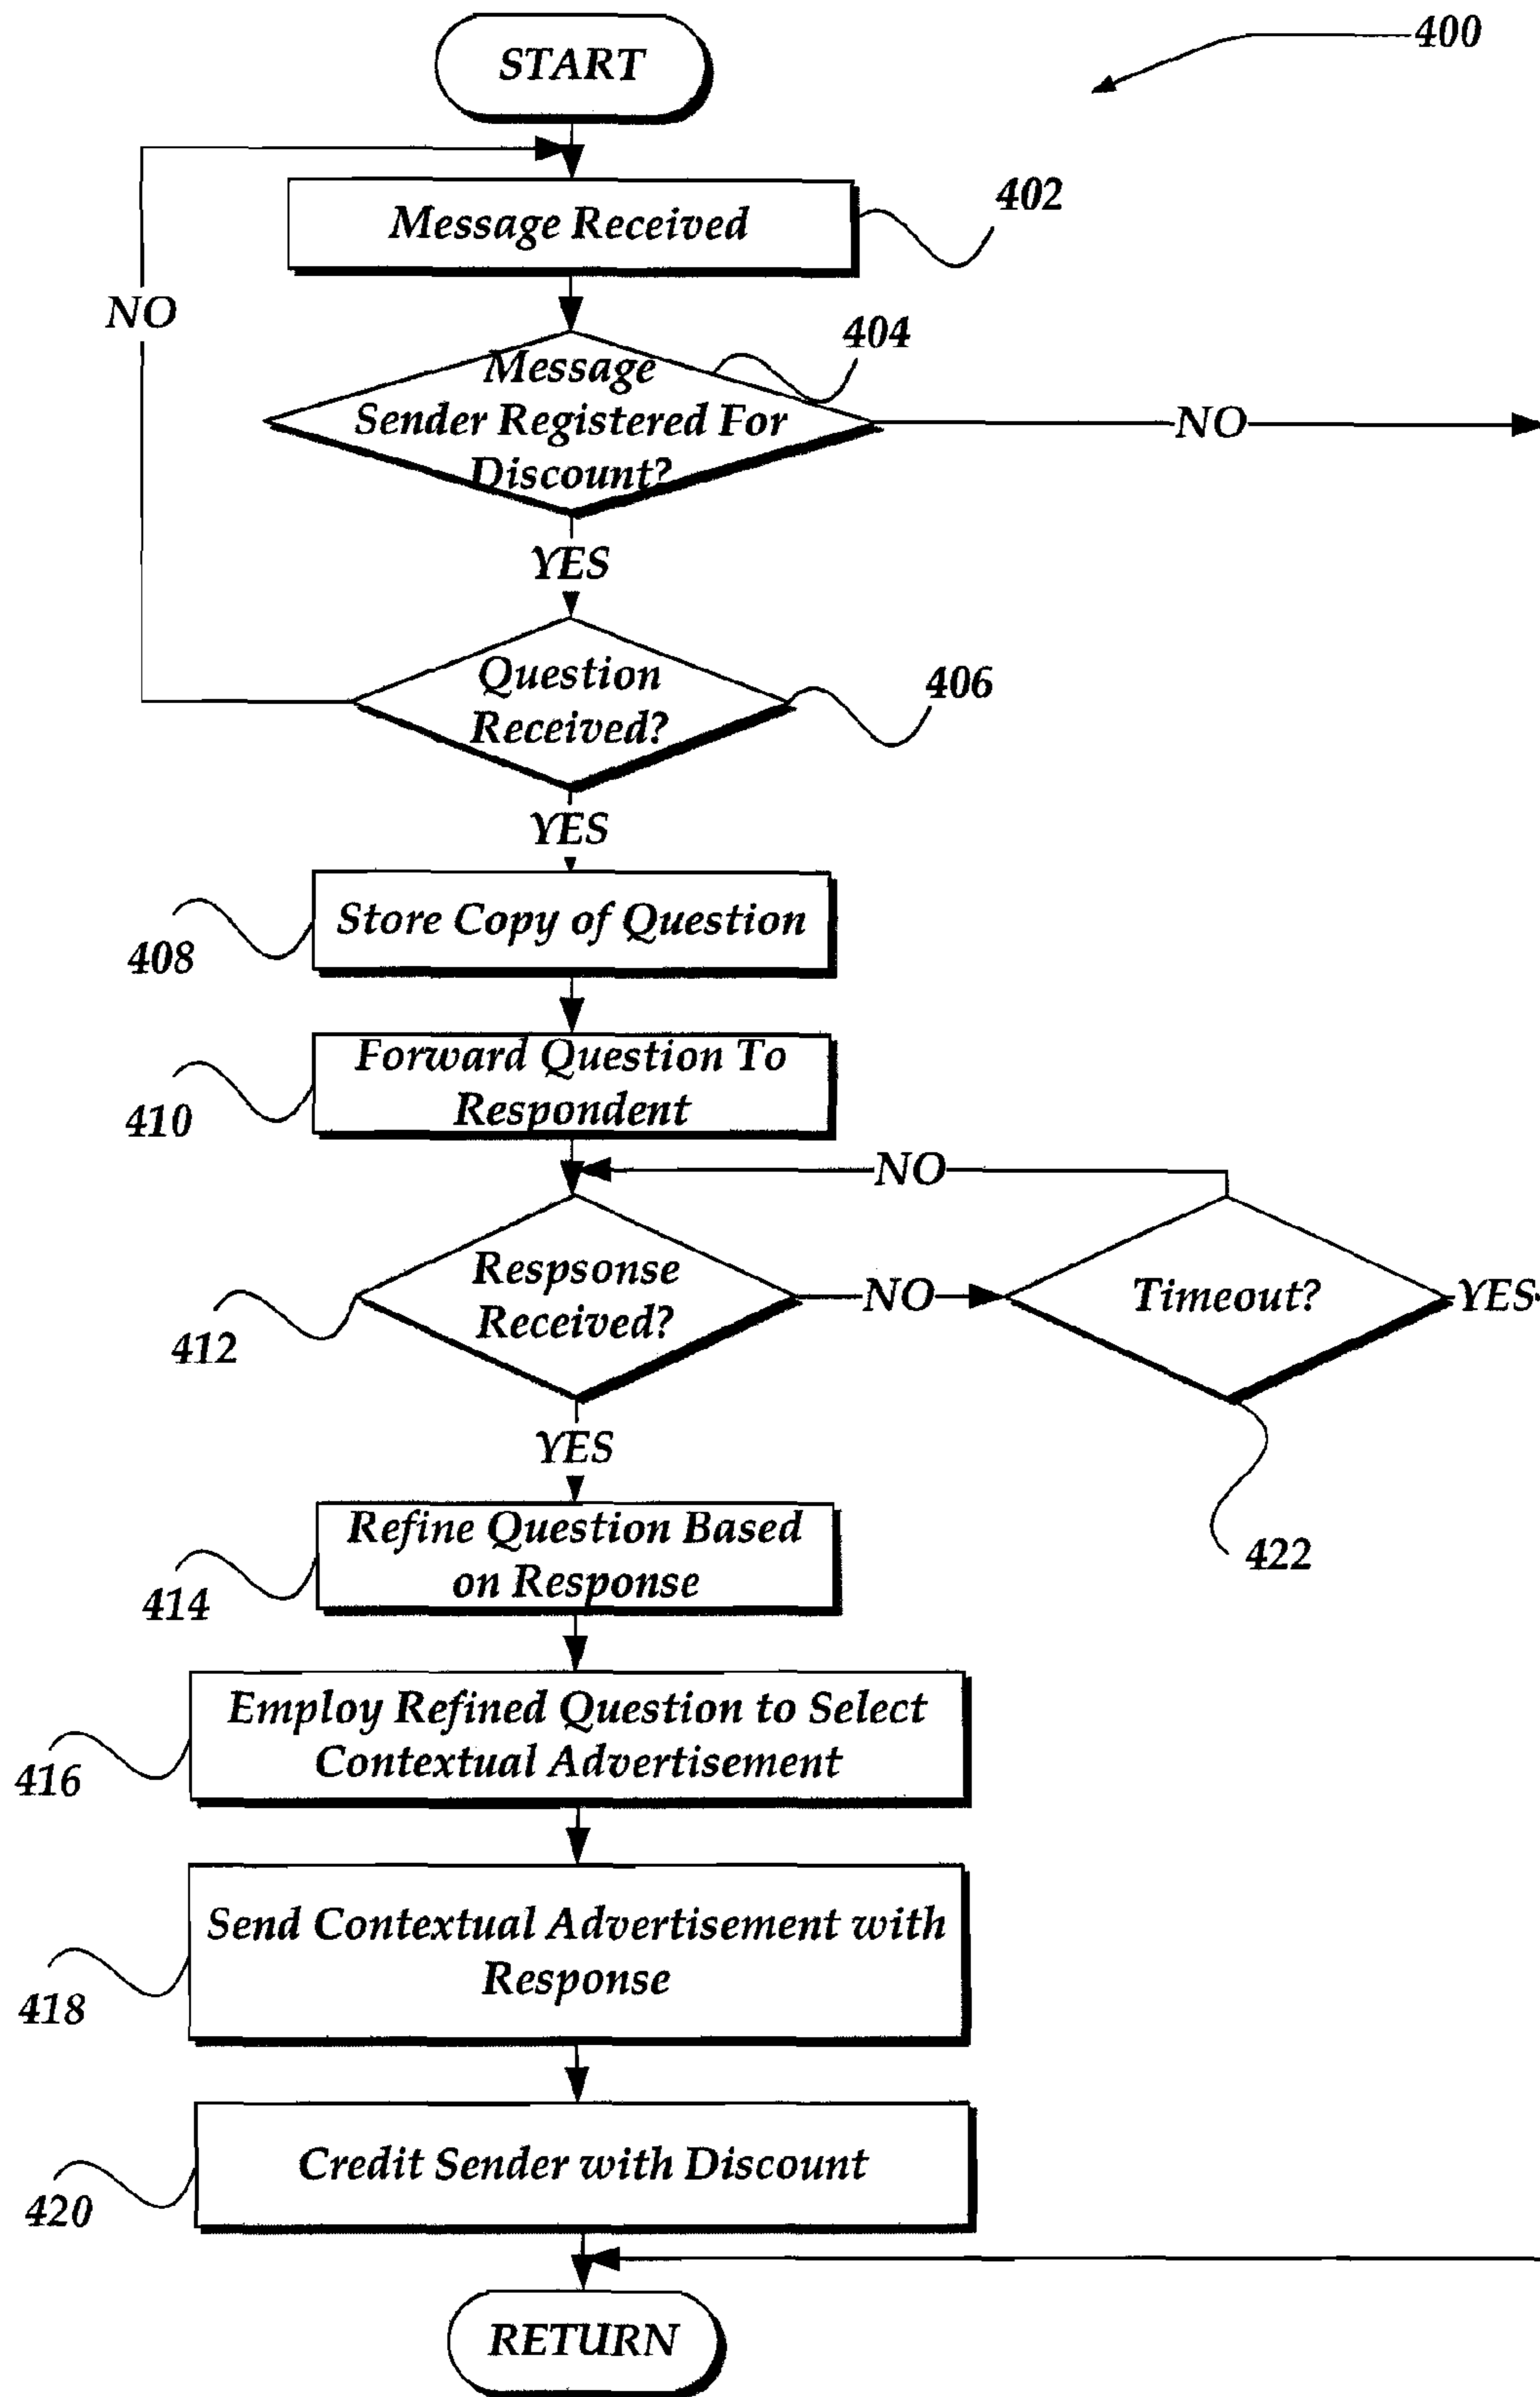 START
400
Message Received
402
NO
404
Message
Sender Registered For
Discount?
NO
YES
Question
Received?
406
YES
Store Copy of Question
408
Forward Question To
Respondent
410
NO
Respsonse
Received?
NO
Timeout?
YES
412
YES
422
Refine Question Based
on Response
414
Employ Refined Question to Select
Contextual Advertisement
416
Send Contextual Advertisement with
Response
418
Credit Sender with Discount
420
RETURN